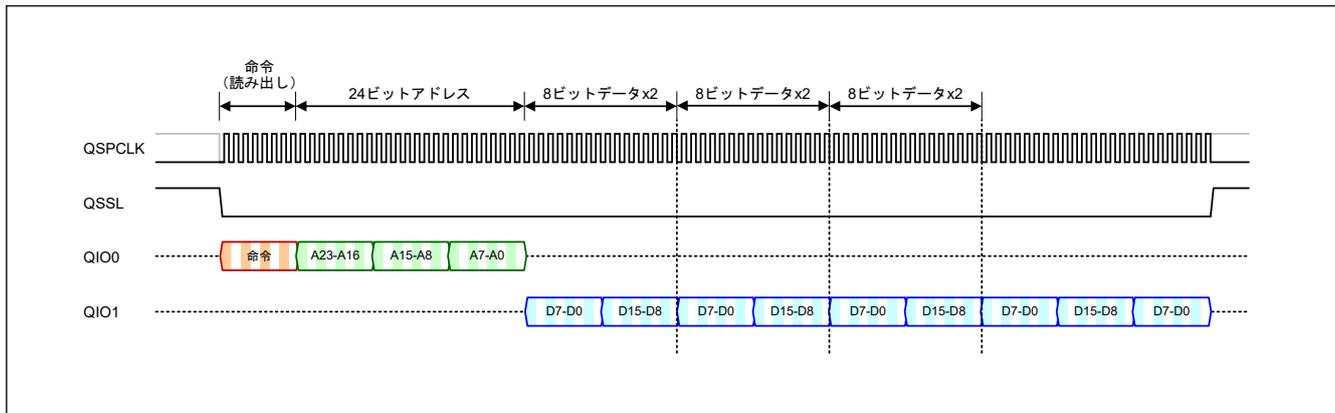 命令
(読み出し)
24ビットアドレス
8ビットデータx2
8ビットデータx2
8ビットデータx2
QSPCLK
QSSL
QIO0
命令
A23-A16
A15-A8
A7-A0
QIO1
D7-D0
D15-D8
D7-D0
D15-D8
D7-D0
D15-D8
D7-D0
D15-D8
D7-D0